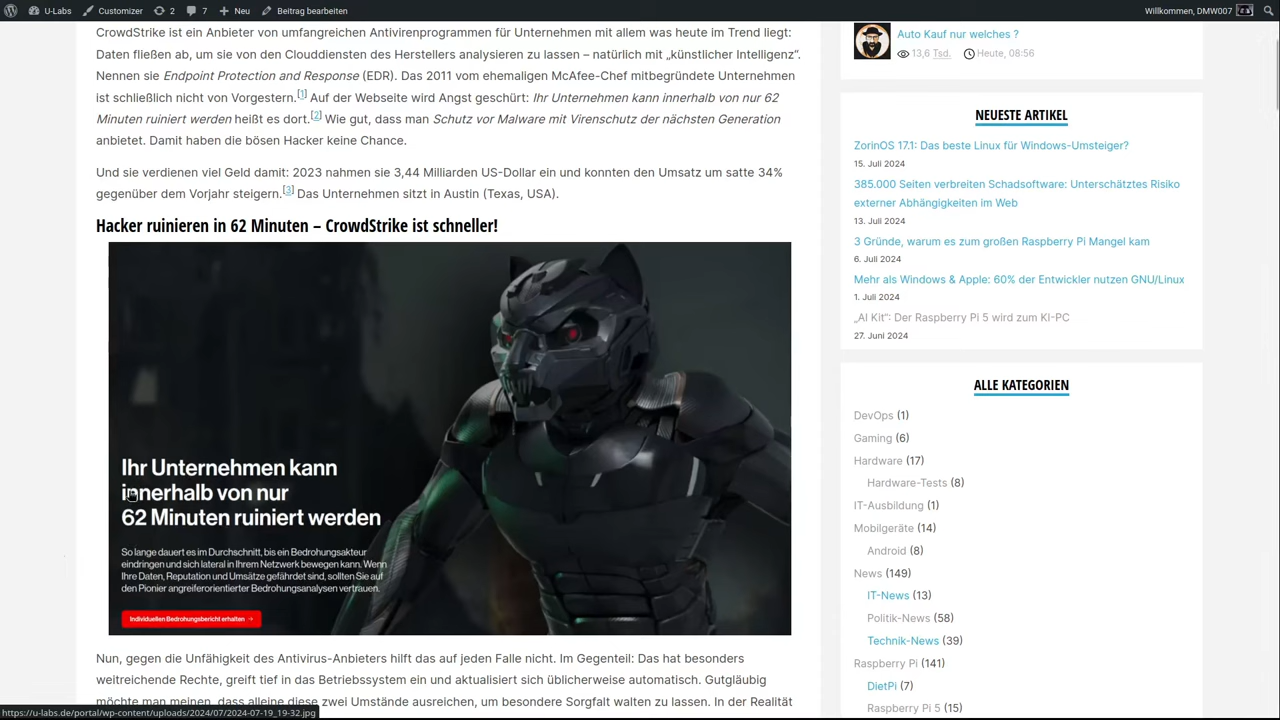 U-Labs Customizer 2 7 Neu Beitrag bearbeiten Willkommen, DMW007
CrowdStrike ist ein Anbieter von umfangreichen Antivirenprogrammen für Unternehmen mit allem was heute im Trend liegt:
Daten fließen ab, um sie von den Clouddiensten des Herstellers analysieren zu lassen – natürlich mit „künstlicher Intelligenz“.
Nennen sie Endpoint Protection and Response (EDR). Das 2011 vom ehemaligen McAfee-Chef mitbegründete Unternehmen
ist schließlich nicht von Vorgestern.[1] Auf der Webseite wird Angst geschürt: Ihr Unternehmen kann innerhalb von nur 62
Minuten ruiniert werden heißt es dort.[2] Wie gut, dass man Schutz vor Malware mit Virenschutz der nächsten Generation
anbietet. Damit haben die bösen Hacker keine Chance.
Und sie verdienen viel Geld damit: 2023 nahmen sie 3,44 Milliarden US-Dollar ein und konnten den Umsatz um satte 34%
gegenüber dem Vorjahr steigern.[3] Das Unternehmen sitzt in Austin (Texas, USA).
Hacker ruinieren in 62 Minuten – CrowdStrike ist schneller!
Ihr Unternehmen kann
innerhalb von nur
62 Minuten ruiniert werden
So lange dauert es im Durchschnitt, bis ein Bedrohungsakteur
eindringen und sich lateral in Ihrem Netzwerk bewegen kann. Wenn
Ihre Daten, Reputation und Umsätze gefährdet sind, sollten Sie auf
den Pionier angreiferorientierter Bedrohungsanalysen vertrauen.
Individuellen Bedrohungsbericht erhalten →
Nun, gegen die Unfähigkeit des Antivirus-Anbieters hilft das auf jeden Falle nicht. Im Gegenteil: Das hat besonders
weitreichende Rechte, greift tief in das Betriebssystem ein und aktualisiert sich üblicherweise automatisch. Gutgläubig
möchte man meinen, dass alleine diese zwei Umstände ausreichen, um besondere Sorgfalt walten zu lassen. In der Realität
https://u-labs.de/portal/wp-content/uploads/2024/07/2024-07-19_19-32.jpg
Auto Kauf nur welches ?
13,6 Tsd. Heute, 08:56
NEUESTE ARTIKEL
ZorinOS 17.1: Das beste Linux für Windows-Umsteiger?
15. Juli 2024
385.000 Seiten verbreiten Schadsoftware: Unterschätztes Risiko
externer Abhängigkeiten im Web
13. Juli 2024
3 Gründe, warum es zum großen Raspberry Pi Mangel kam
6. Juli 2024
Mehr als Windows & Apple: 60% der Entwickler nutzen GNU/Linux
1. Juli 2024
„AI Kit“: Der Raspberry Pi 5 wird zum KI-PC
27. Juni 2024
ALLE KATEGORIEN
DevOps (1)
Gaming (6)
Hardware (17)
Hardware-Tests (8)
IT-Ausbildung (1)
Mobilgeräte (14)
Android (8)
News (149)
IT-News (13)
Politik-News (58)
Technik-News (39)
Raspberry Pi (141)
DietPi (7)
Raspberry Pi 5 (15)